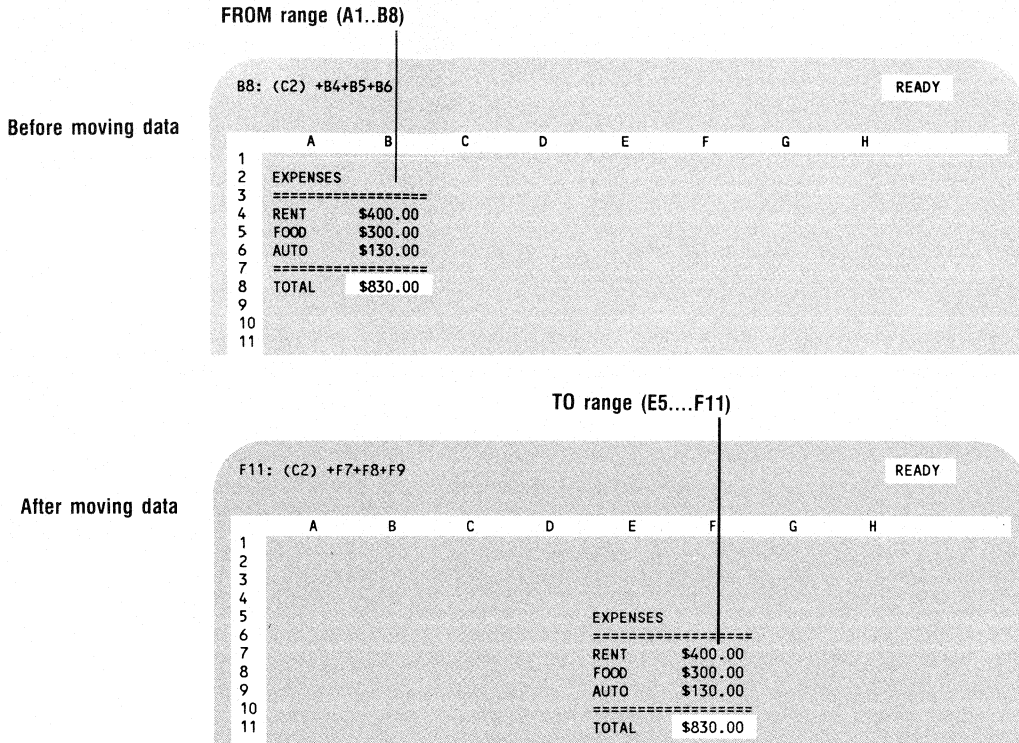 FROM range (A1..B8)
B8: (C2) +B4+B5+B6 READY
Before moving data
A B C D E F G H
1
2 EXPENSES
3 ==================
4 RENT $400.00
5 FOOD $300.00
6 AUTO $130.00
7 ==================
8 TOTAL $830.00
9
10
11
TO range (E5....F11)
F11: (C2) +F7+F8+F9 READY
After moving data
A B C D E F G H
1
2
3
4
5 EXPENSES
6 ==================
7 RENT $400.00
8 FOOD $300.00
9 AUTO $130.00
10 ==================
11 TOTAL $830.00